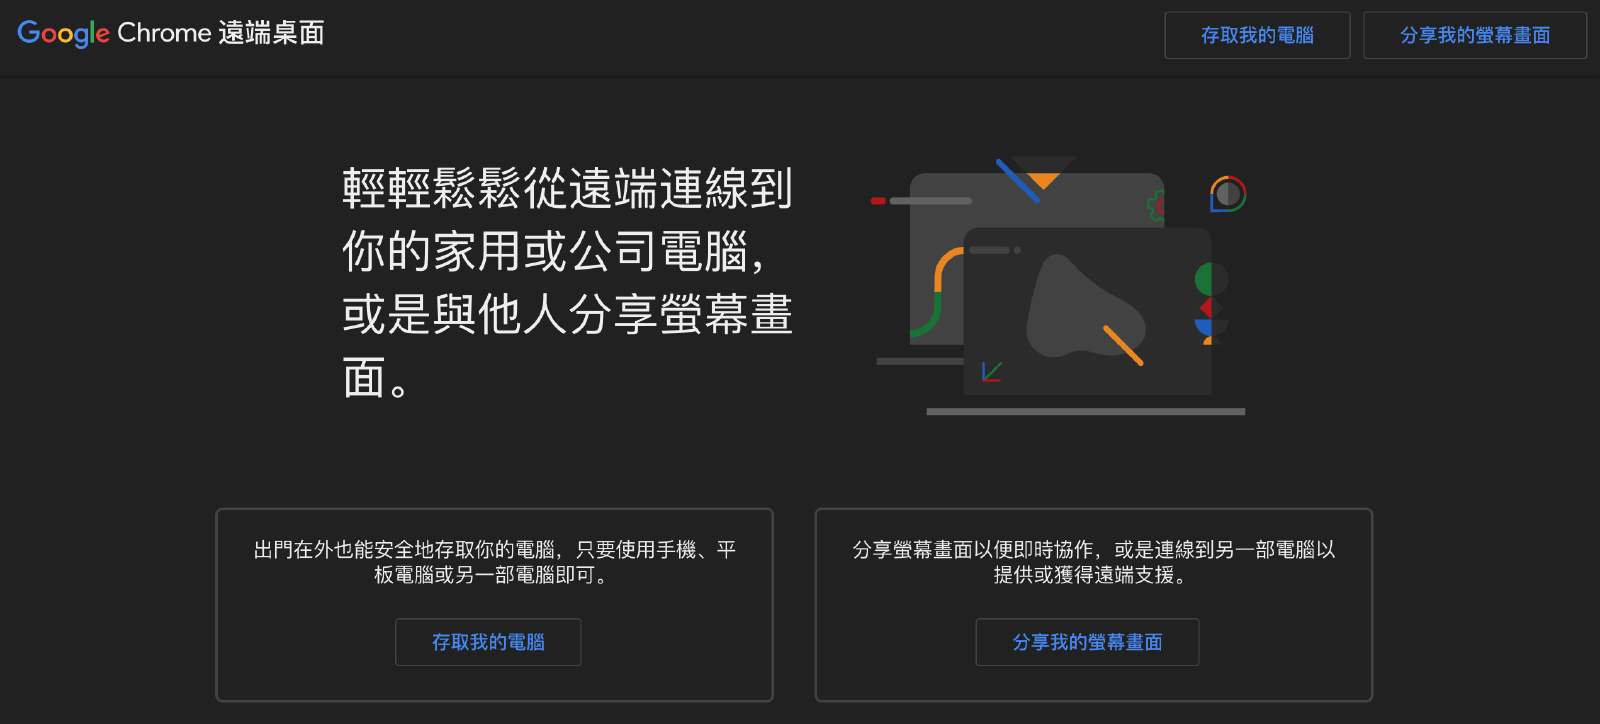 Google Chrome 遠端桌面
存取我的電腦
分享我的螢幕畫面
輕輕鬆鬆從遠端連線到
你的家用或公司電腦，
或是與他人分享螢幕畫
面。
出門在外也能安全地存取你的電腦，只要使用手機、平
板電腦或另一部電腦即可。
存取我的電腦
分享螢幕畫面以便即時協作，或是連線到另一部電腦以
提供或獲得遠端支援。
分享我的螢幕畫面